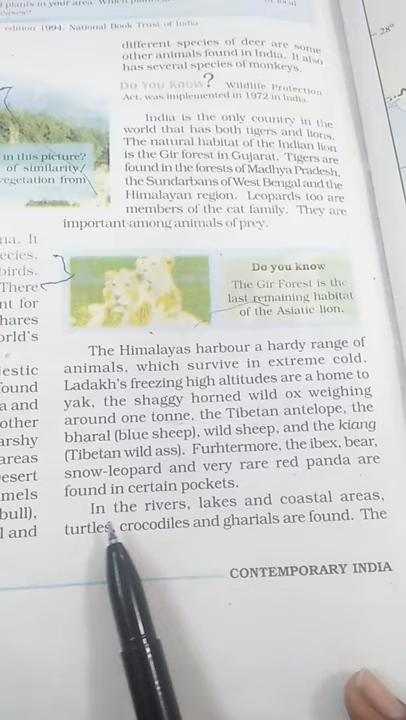 plants in your area.
edition 1994, National Book Trust of India
different species of deer are some
other animals found in India. It also
has several species of monkeys.
Do you know? Wildlife Protection
Act, was implemented in 1972 in India.
India is the only country in the
world that has both tigers and lions.
The natural habitat of the Indian lion
is the Gir forest in Gujarat. Tigers are
found in the forests of Madhya Pradesh,
the Sundarbans of West Bengal and the
Himalayan region. Leopards too are
members of the cat family. They are
important among animals of prey.
in this picture?
of similarity/
vegetation from
na. It
ecies.
birds.
There
nt for
hares
orld's
estic
found
a and
other
arshy
areas
esert
mels
bull),
l and
Do you know
The Gir Forest is the
last remaining habitat
of the Asiatic lion.
The Himalayas harbour a hardy range of
animals, which survive in extreme cold.
Ladakh's freezing high altitudes are a home to
yak, the shaggy horned wild ox weighing
around one tonne, the Tibetan antelope, the
bharal (blue sheep), wild sheep, and the kiang
(Tibetan wild ass). Furhtermore, the ibex, bear,
snow-leopard and very rare red panda are
found in certain pockets.
In the rivers, lakes and coastal areas,
turtles, crocodiles and gharials are found. The
CONTEMPORARY INDIA
28°